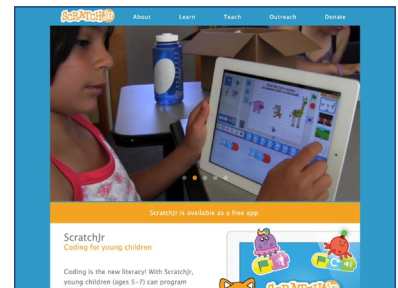 ScratchJr About Learn Teach Outreach Donate
ScratchJr is available as a free app.
ScratchJr
Coding for young children
Coding is the new literacy! With ScratchJr,
young children (ages 5-7) can program